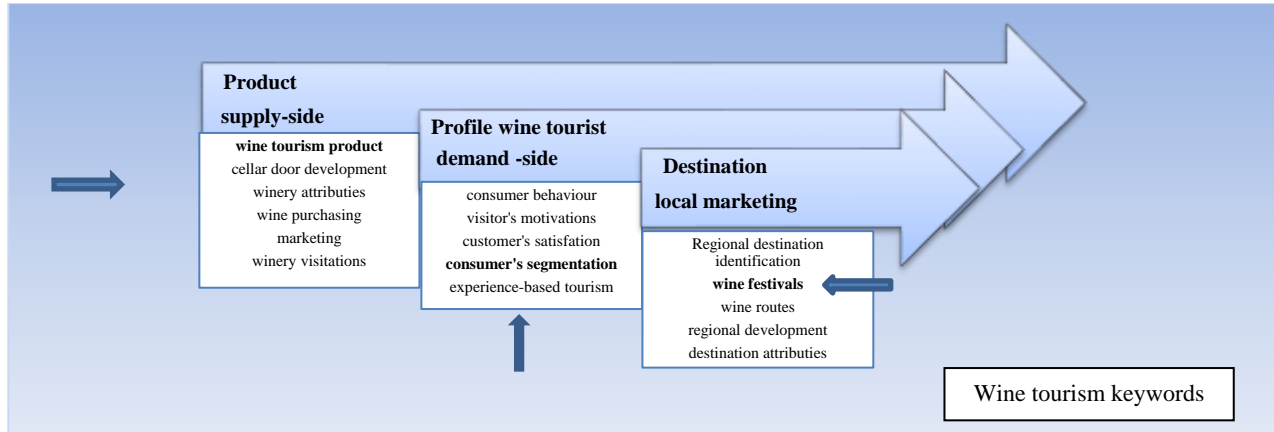 Product
supply-side
wine tourism product
cellar door development
winery attributies
wine purchasing
marketing
winery visitations
Profile wine tourist
demand -side
consumer behaviour
visitor's motivations
customer's satisfation
consumer's segmentation
experience-based tourism
Destination
local marketing
Regional destination
identification
wine festivals
wine routes
regional development
destination attributies
Wine tourism keywords